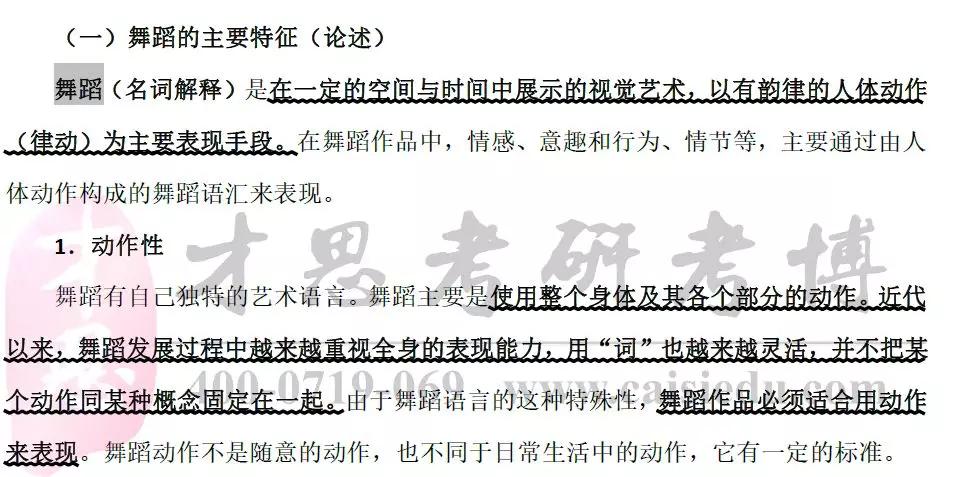 （一）舞蹈的主要特征（论述）
舞蹈（名词解释）是在一定的空间与时间中展示的视觉艺术，以有韵律的人体动作
（律动）为主要表现手段。在舞蹈作品中，情感、意趣和行为、情节等，主要通过由人
体动作构成的舞蹈语汇来表现。
才思考研考博
1．动作性
舞蹈有自己独特的艺术语言。舞蹈主要是使用整个身体及其各个部分的动作。近代
以来，舞蹈发展过程中越来越重视全身的表现能力，用“词”也越来越灵活，并不把某
400-0719-069 www.caisiedu.com
个动作同某种概念固定在一起。由于舞蹈语言的这种特殊性，舞蹈作品必须适合用动作
来表现。舞蹈动作不是随意的动作，也不同于日常生活中的动作，它有一定的标准。